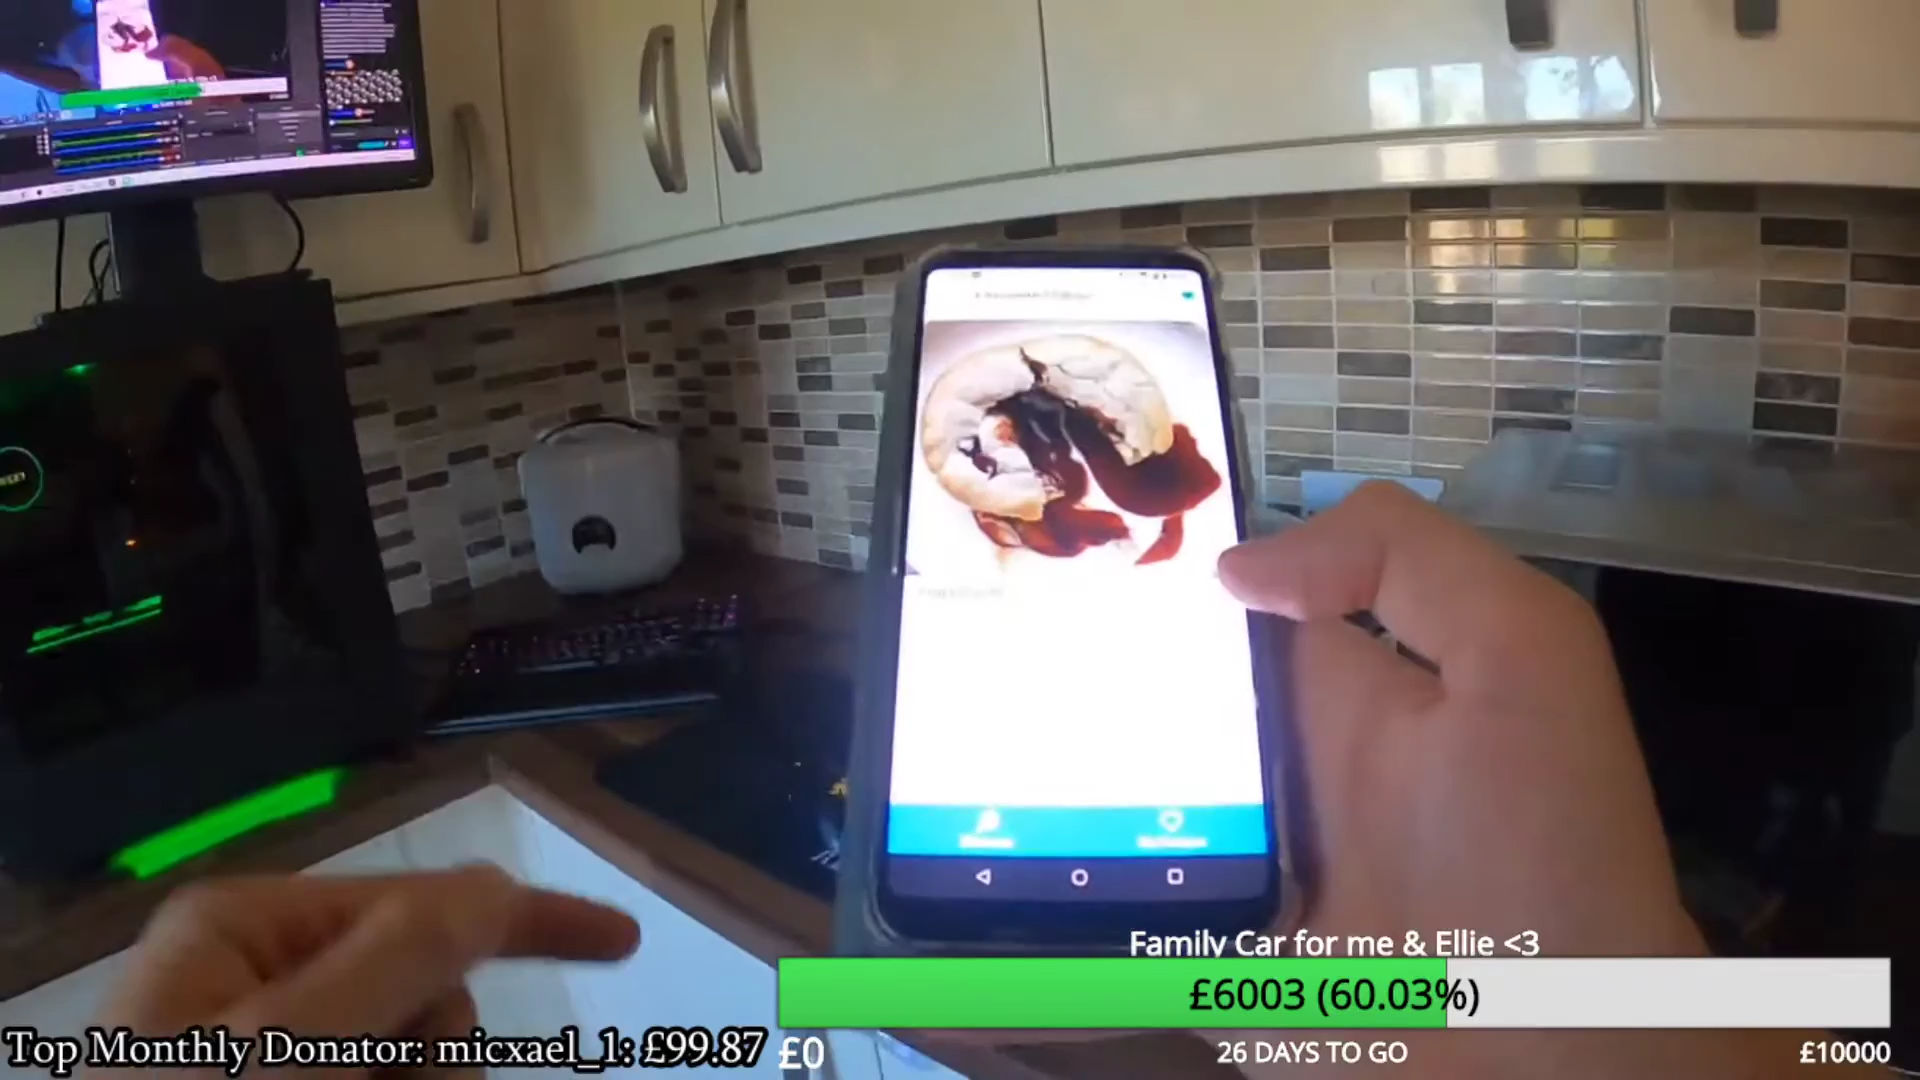 Family Car for me & Ellie <3
£6003 (60.03%)
Top Monthly Donator: micxael_1: £99.87
£0
26 DAYS TO GO
£10000